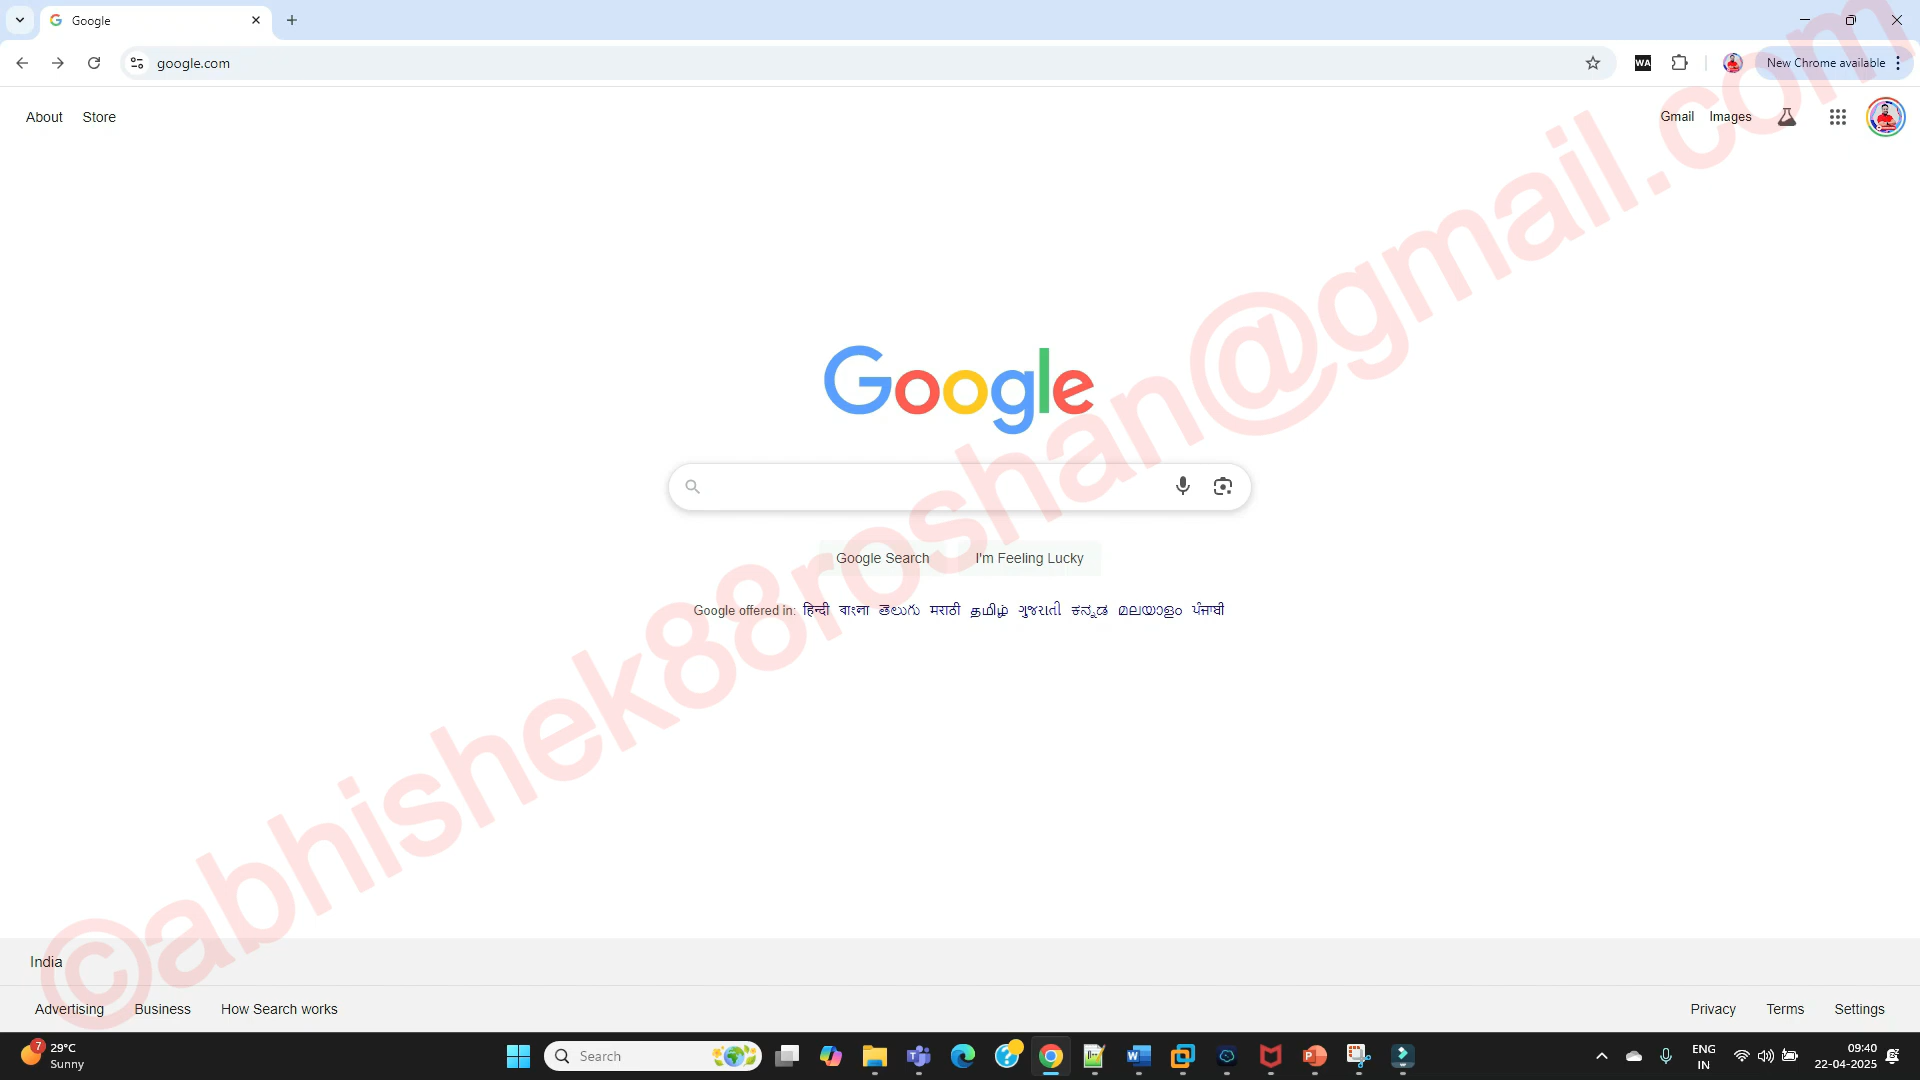 Google
google.com
WA
New Chrome available
About Store
Gmail Images
Google
Google Search I'm Feeling Lucky
Google offered in: हिन्दी বাংলা తెలుగు मराठी தமிழ் ગુજરાતી ಕನ್ನಡ മലയാളം ਪੰਜਾਬੀ
©abhishek88roshan@gmail.com
India
Advertising Business How Search works
Privacy Terms Settings
7
29°C
Sunny
Search
ENG
IN
09:40
22-04-2025